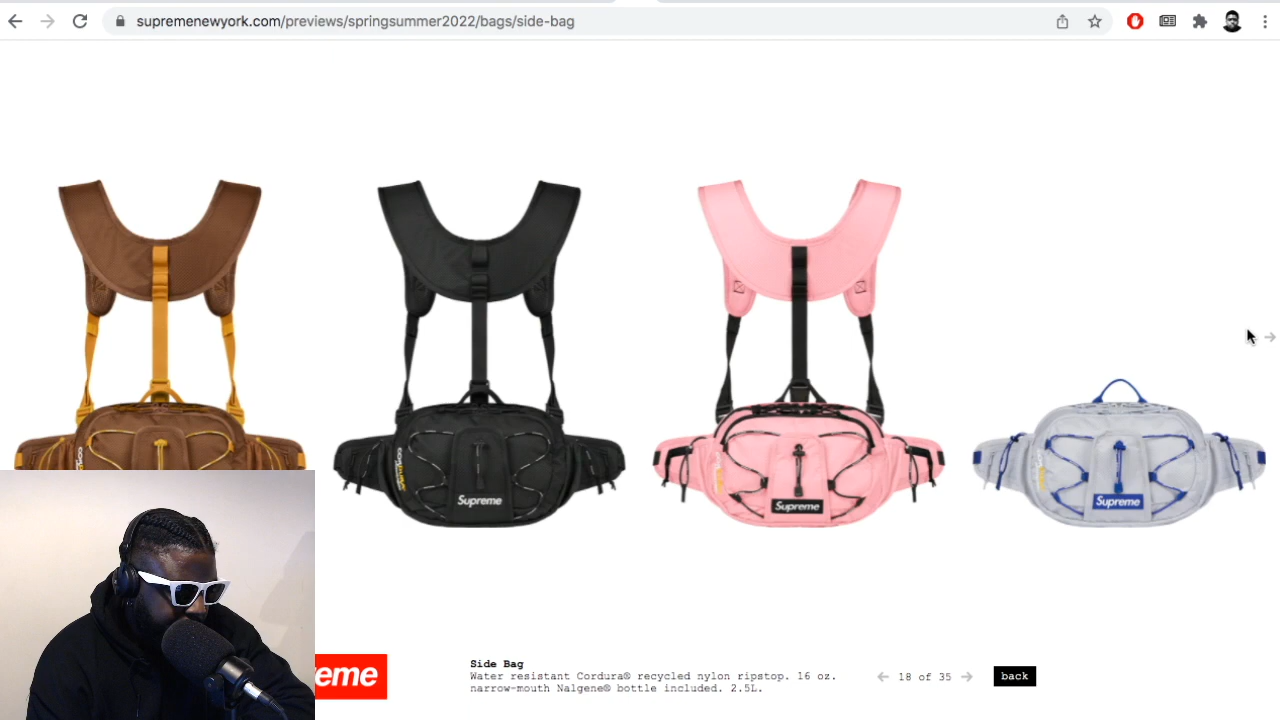 supremenewyork.com/previews/springsummer2022/bags/side-bag
Supreme
Supreme
Supreme
eme
Side Bag
Water resistant Cordura® recycled nylon ripstop. 16 oz.
narrow-mouth Nalgene® bottle included. 2.5L.
18 of 35
back